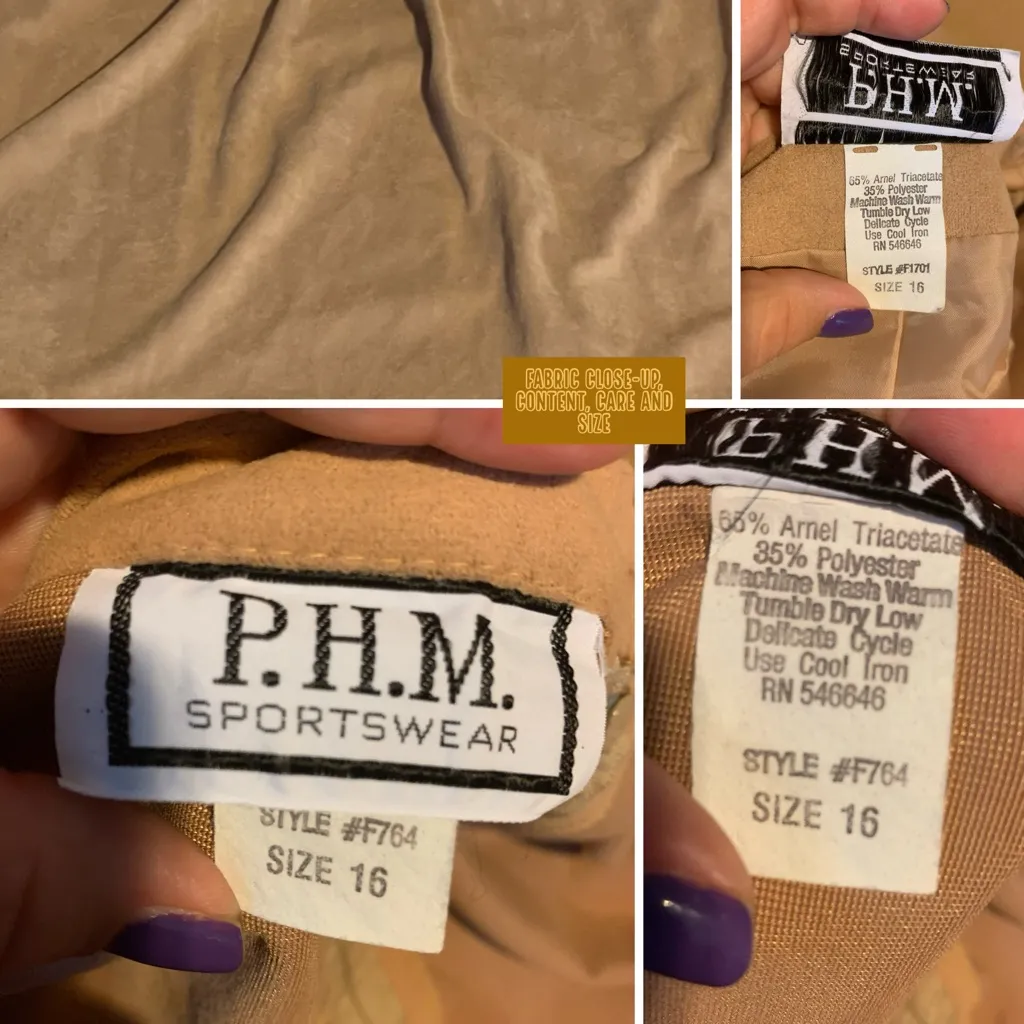 P.H.M.
SPORTSWEAR
65% Arnel Triacetate
35% Polyester
Machine Wash Warm
Tumble Dry Low
Delicate Cycle
Use Cool Iron
RN 546646
STYLE #F1701
SIZE 16
FABRIC CLOSE-UP,
CONTENT, CARE AND
SIZE
P.H.M.
SPORTSWEAR
STYLE #F764
SIZE 16
P.H.M
65% Arnel Triacetate
35% Polyester
Machine Wash Warm
Tumble Dry Low
Delicate Cycle
Use Cool Iron
RN 546646
STYLE #F764
SIZE 16